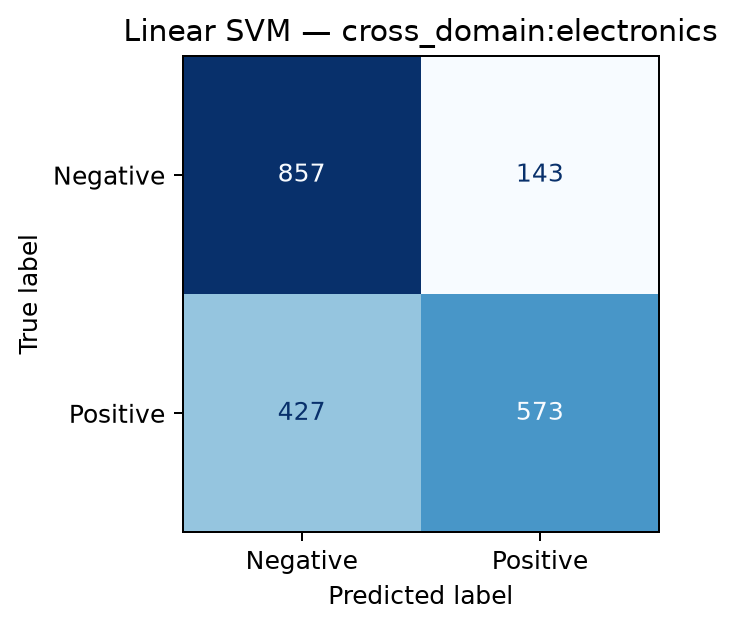 Linear SVM — cross_domain:electronics
True label
Negative
857
143
Positive
427
573
Negative
Positive
Predicted label